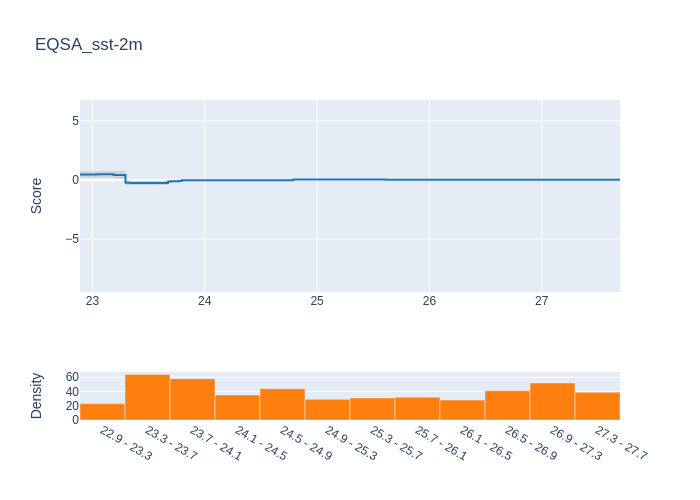 EQSA_sst-2m
Score
5
0
−5
23 24 25 26 27
Density
60
40
20
0
22.9 - 23.3
23.3 - 23.7
23.7 - 24.1
24.1 - 24.5
24.5 - 24.9
24.9 - 25.3
25.3 - 25.7
25.7 - 26.1
26.1 - 26.5
26.5 - 26.9
26.9 - 27.3
27.3 - 27.7